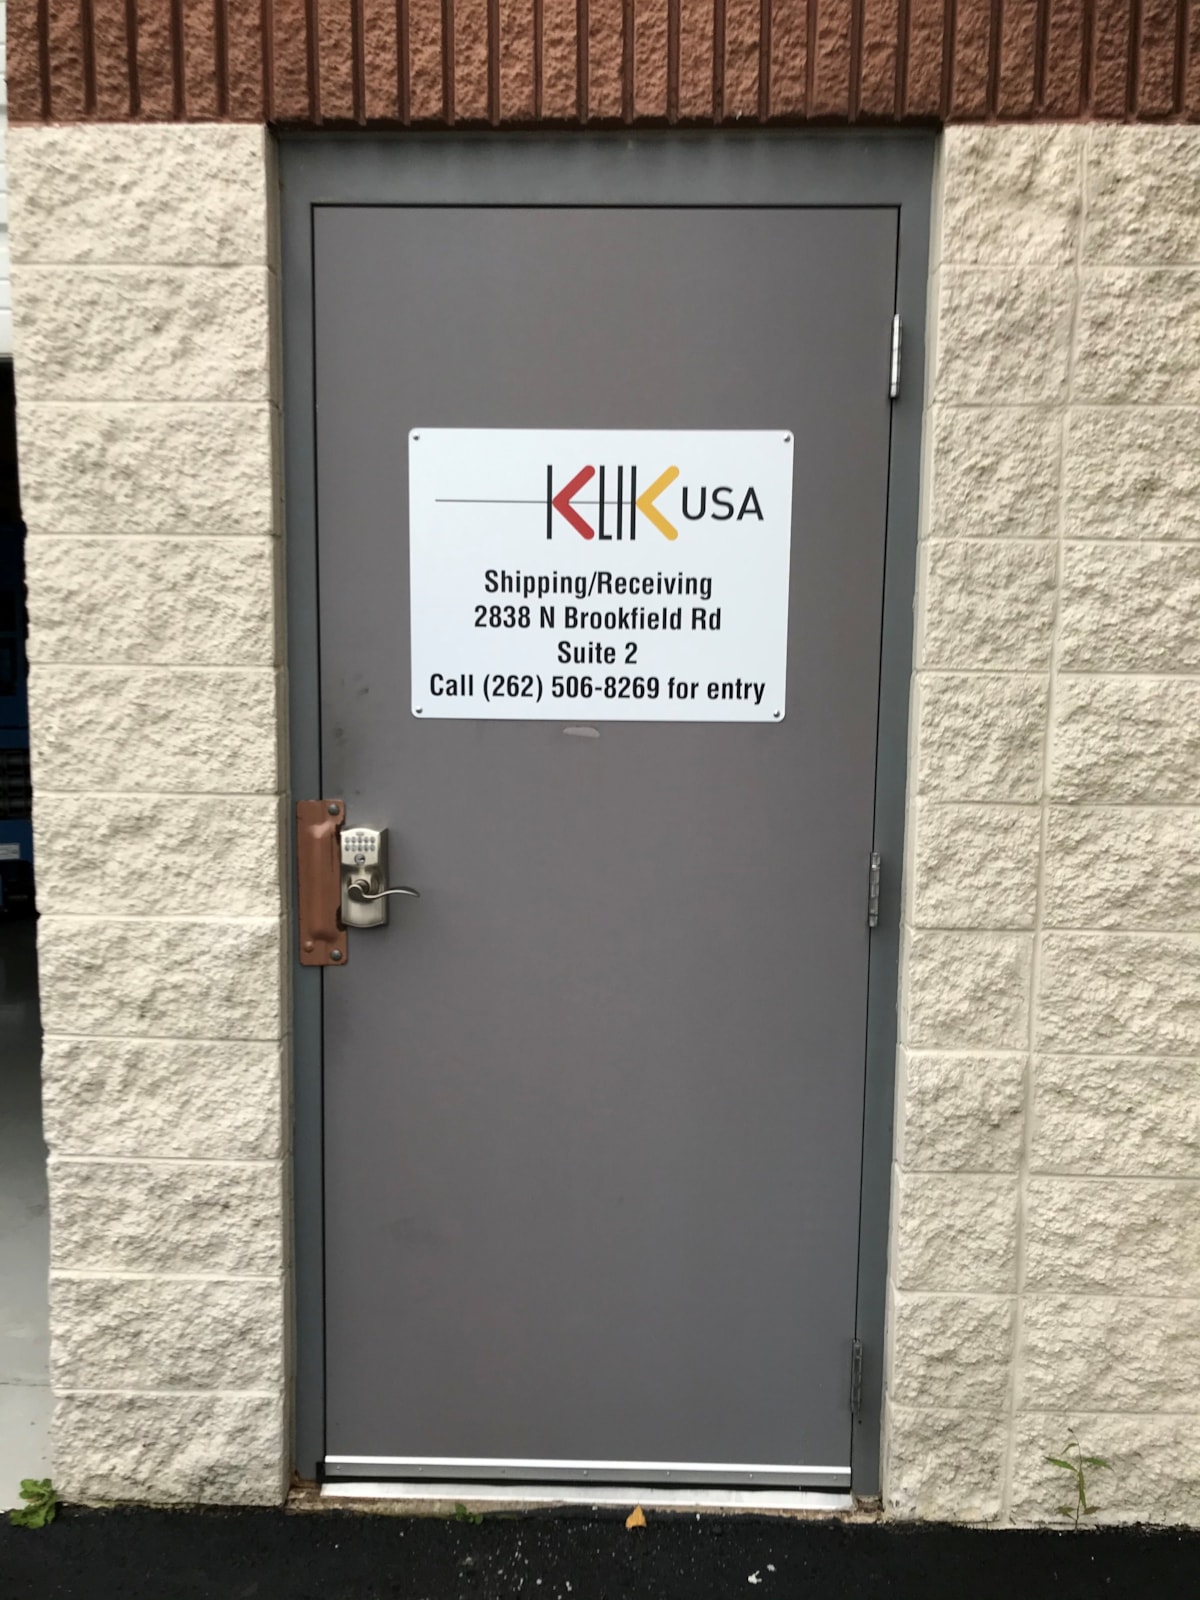 KLIK USA
Shipping/Receiving
2838 N Brookfield Rd
Suite 2
Call (262) 506-8269 for entry